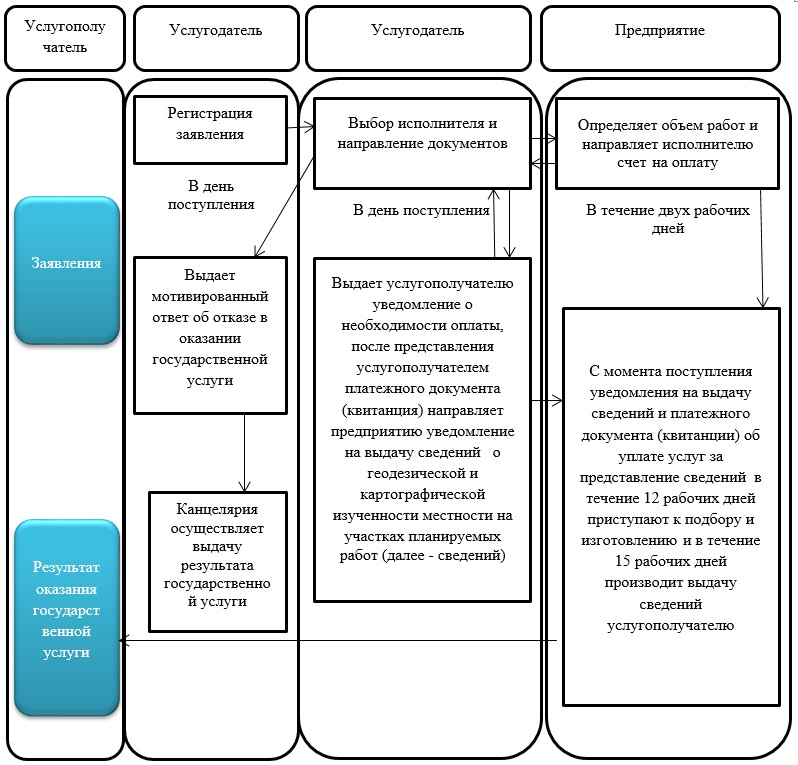 Услугополу
чатель
Услугодатель
Услугодатель
Предприятие
Заявления
Результат
оказания
государст
венной
услуги
Регистрация
заявления
В день
поступления
Выдает
мотивированный
ответ об отказе в
оказании
государственной
услуги
Канцелярия
осуществляет
выдачу
результата
государственно
й услуги
Выбор исполнителя и
направление документов
В день поступления
Выдает услугополучателю
уведомление о
необходимости оплаты,
после представления
услугополучателем
платежного документа
(квитанция) направляет
предприятию уведомление
на выдачу сведений о
геодезической и
картографической
изученности местности на
участках планируемых
работ (далее - сведений)
Определяет объем работ и
направляет исполнителю
счет на оплату
В течение двух рабочих
дней
С момента поступления
уведомления на выдачу
сведений и платежного
документа (квитанции) об
уплате услуг за
представление сведений в
течение 12 рабочих дней
приступают к подбору и
изготовлению и в течение
15 рабочих дней
производит выдачу
сведений
услугополучателю